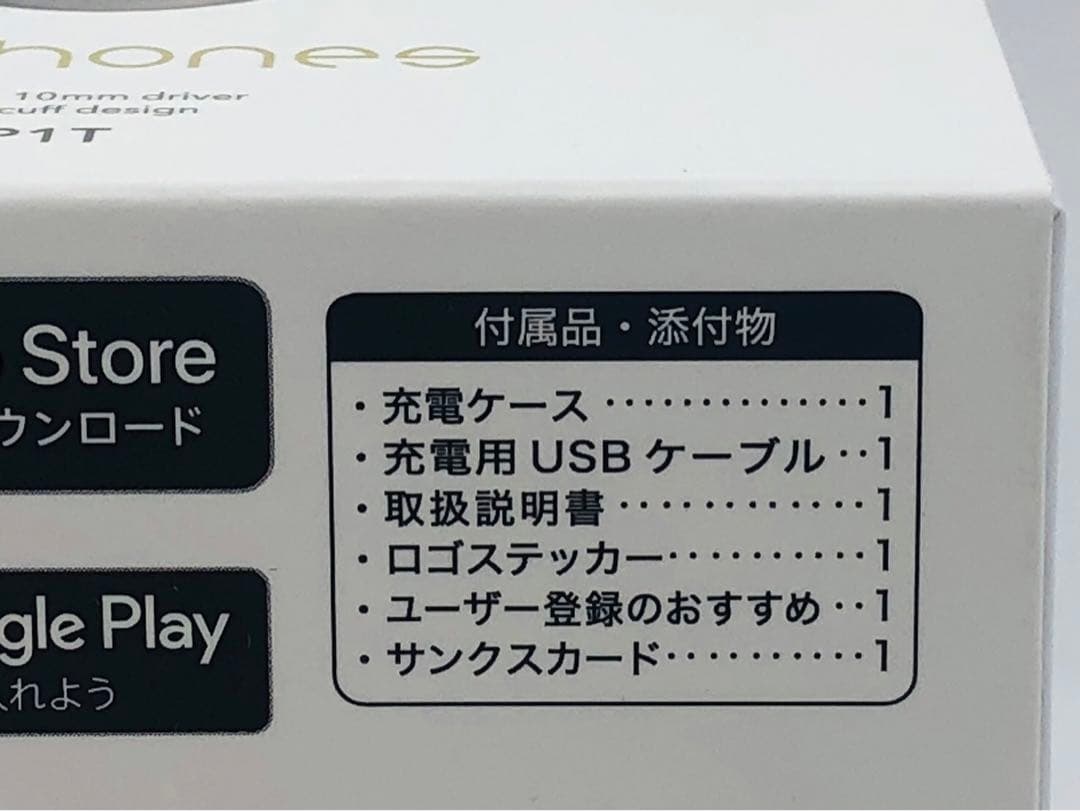 hones
10mm driver
cuff design
P1T
Store
ウンロード
gle Play
れよう
付属品・添付物
・充電ケース ··············1
・充電用 USB ケーブル ··1
・取扱説明書 ·············1
・ロゴステッカー ··········1
・ユーザー登録のおすすめ ··1
・サンクスカード ··········1